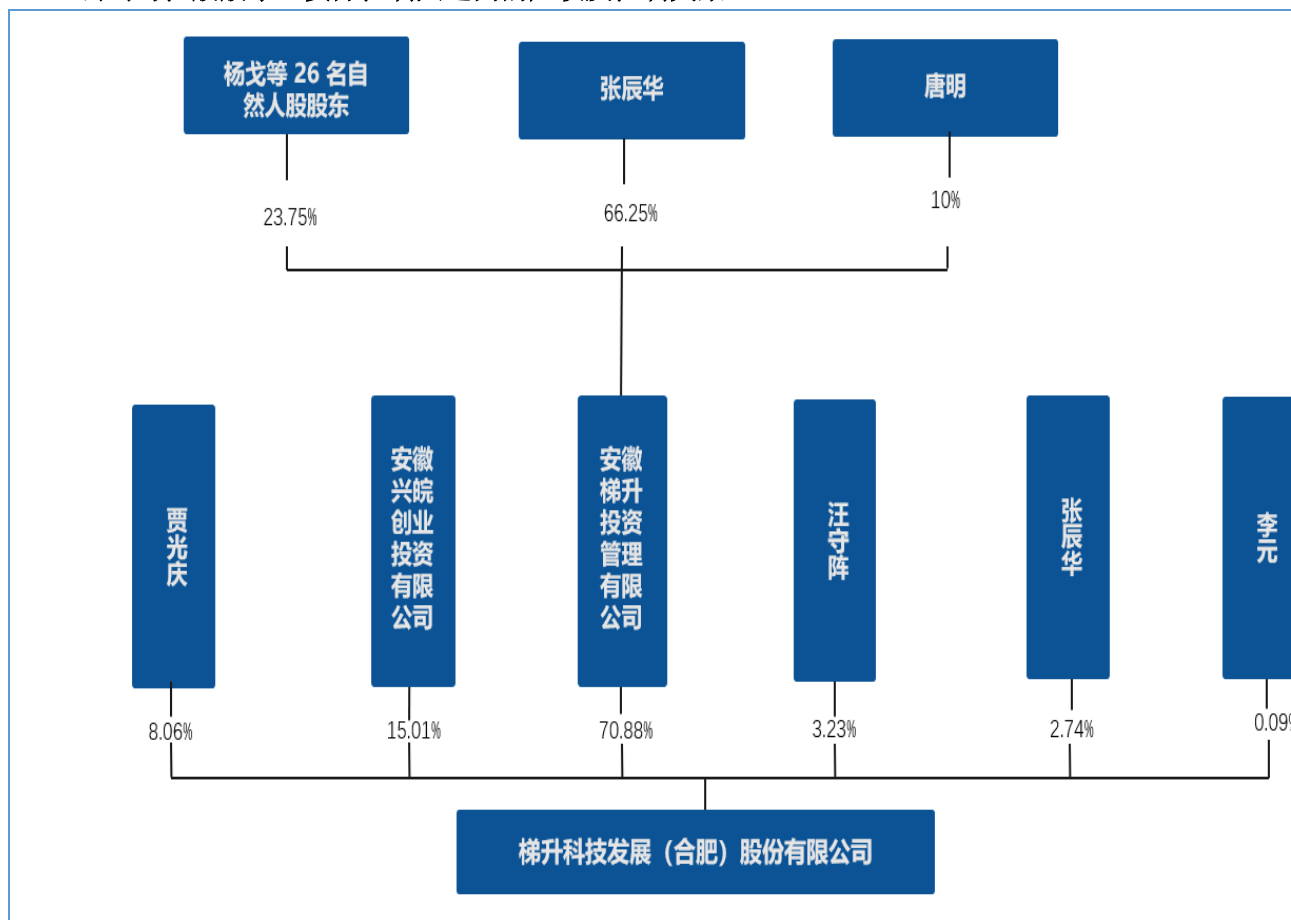 杨戈等 26 名自
然人股股东
张辰华
唐明
23.75%
66.25%
10%
贾光庆
安徽
兴皖
创业
投资
有限
公司
安徽
梯升
投资
管理
有限
公司
汪守阵
张辰华
李元
8.06%
15.01%
70.88%
3.23%
2.74%
0.09%
梯升科技发展（合肥）股份有限公司